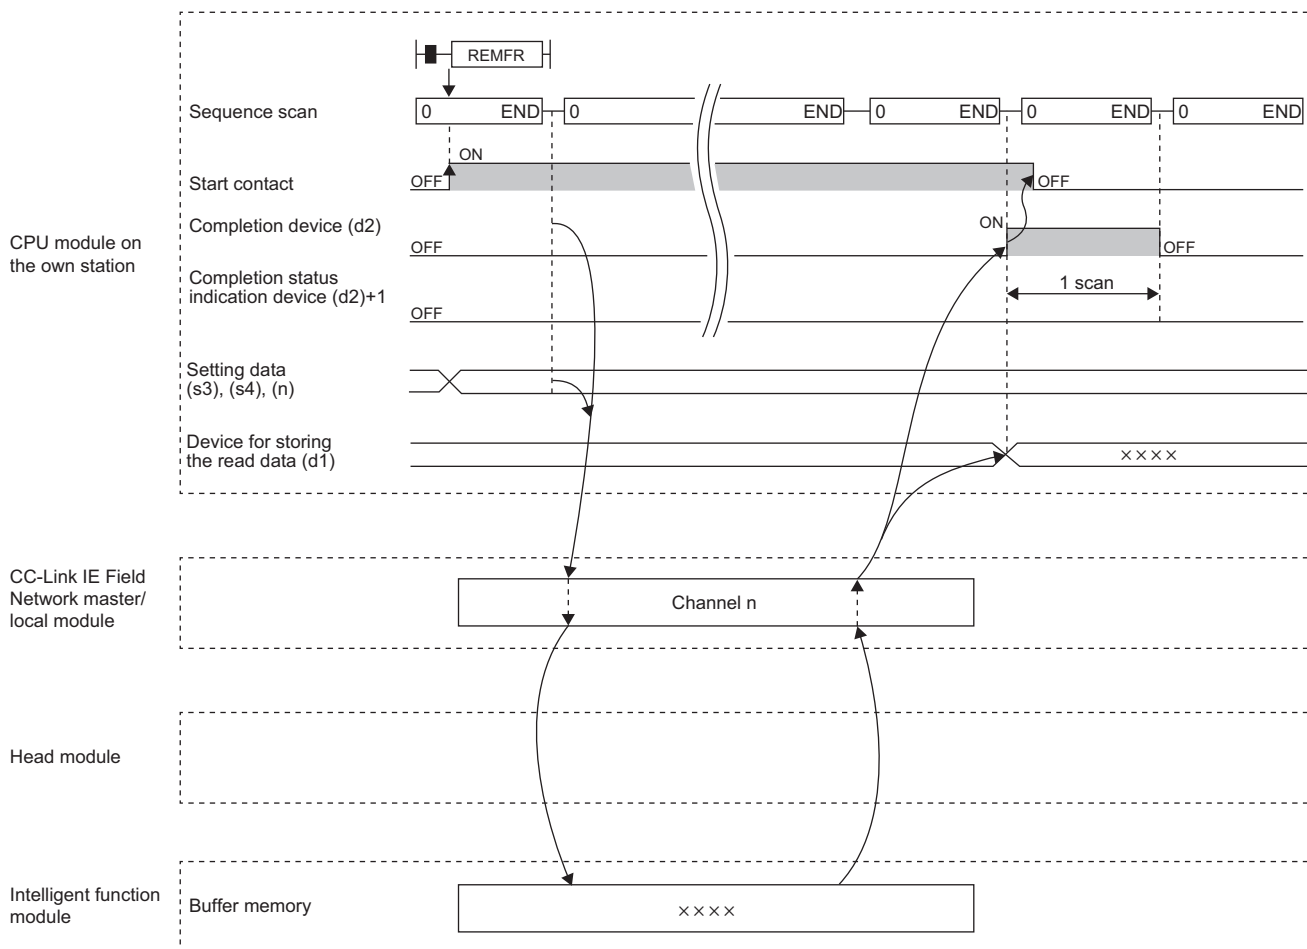 REMFR
Sequence scan
0 END 0 END 0 END 0 END 0 END
ON
Start contact
OFF OFF
Completion device (d2)
ON
OFF OFF
CPU module on
the own station
Completion status
indication device (d2)+1
1 scan
OFF
Setting data
(s3), (s4), (n)
Device for storing
the read data (d1)
××××
CC-Link IE Field
Network master/
local module
Channel n
Head module
Intelligent function
module
Buffer memory
××××